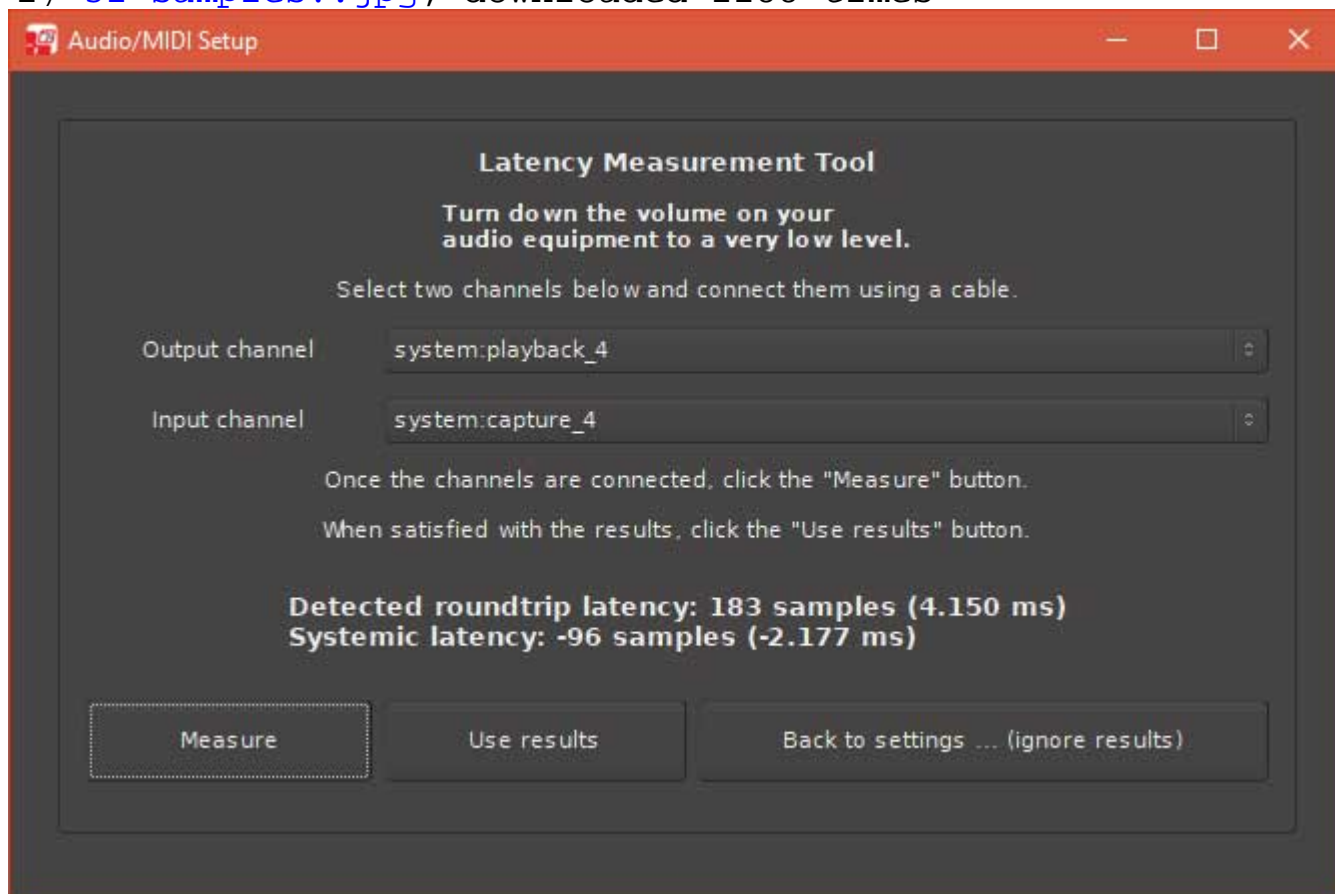 Audio/MIDI Setup
Latency Measurement Tool
Turn down the volume on your
audio equipment to a very low level.
Select two channels below and connect them using a cable.
Output channel system:playback_4
Input channel system:capture_4
Once the channels are connected, click the "Measure" button.
When satisfied with the results, click the "Use results" button.
Detected roundtrip latency: 183 samples (4.150 ms)
Systemic latency: -96 samples (-2.177 ms)
Measure Use results Back to settings ... (ignore results)